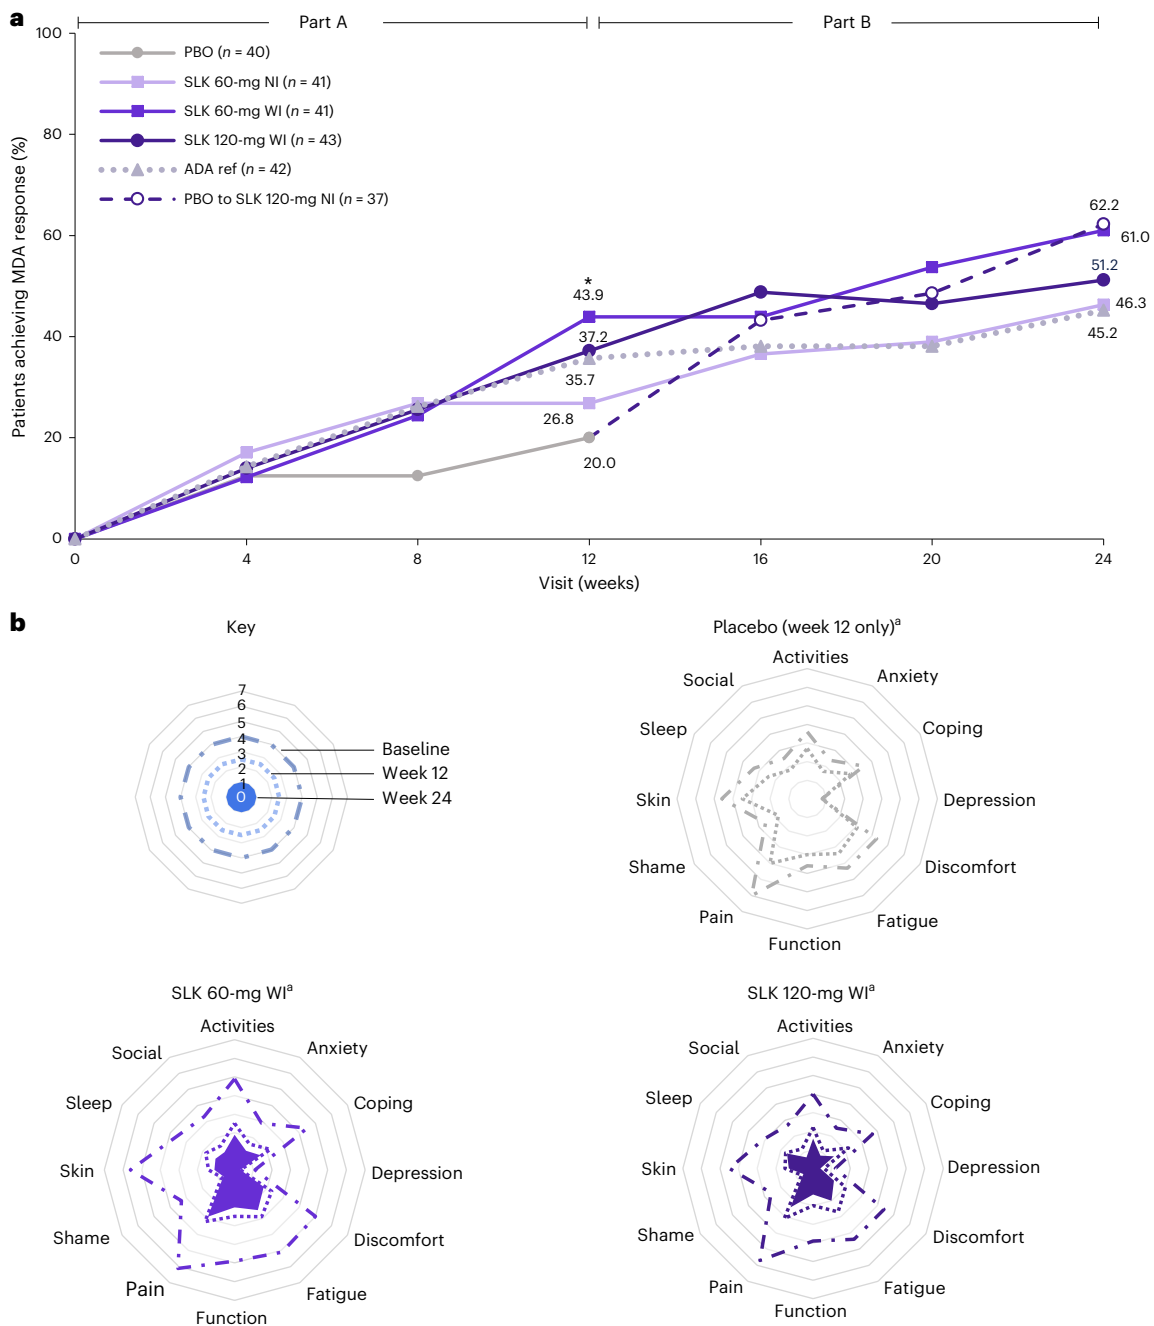 a
Part A
Part B
Patients achieving MDA response (%)
100
80
60
40
20
0
PBO (n = 40)
SLK 60-mg NI (n = 41)
SLK 60-mg WI (n = 41)
SLK 120-mg WI (n = 43)
ADA ref (n = 42)
PBO to SLK 120-mg NI (n = 37)
*
43.9
37.2
35.7
26.8
20.0
62.2
61.0
51.2
46.3
45.2
0
4
8
12
16
20
24
Visit (weeks)
b
Key
7
6
5
4
3
2
1
0
Baseline
Week 12
Week 24
Placebo (week 12 only)a
Activities
Anxiety
Coping
Depression
Discomfort
Fatigue
Function
Pain
Shame
Skin
Sleep
Social
SLK 60-mg WIa
Activities
Anxiety
Coping
Depression
Discomfort
Fatigue
Function
Pain
Shame
Skin
Sleep
Social
SLK 120-mg WIa
Activities
Anxiety
Coping
Depression
Discomfort
Fatigue
Function
Pain
Shame
Skin
Sleep
Social